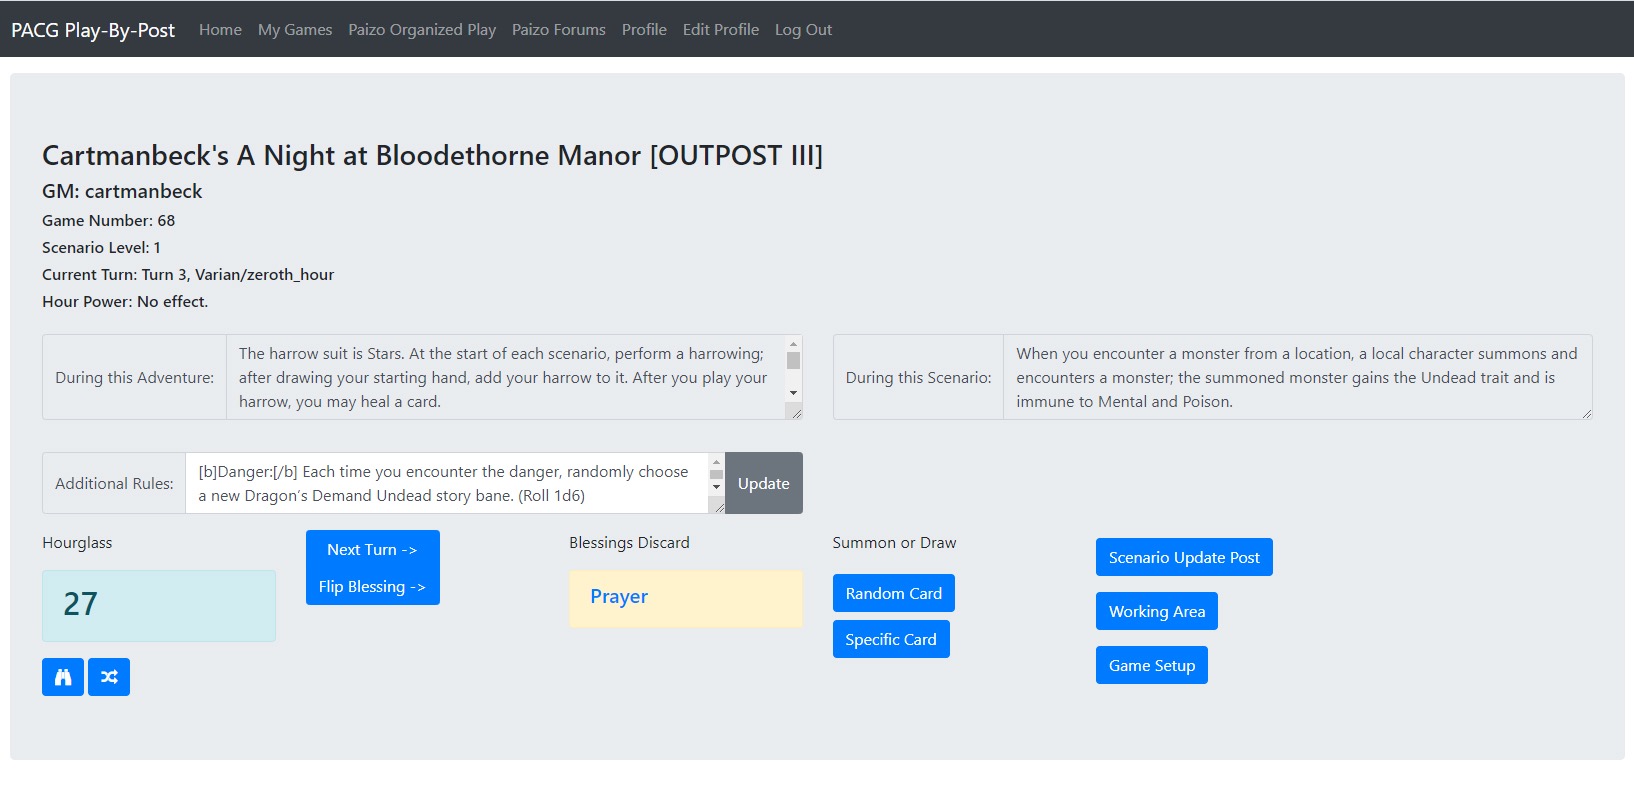 PACG Play-By-Post Home My Games Paizo Organized Play Paizo Forums Profile Edit Profile Log Out
Cartmanbeck's A Night at Bloodethorne Manor [OUTPOST III]
GM: cartmanbeck
Game Number: 68
Scenario Level: 1
Current Turn: Turn 3, Varian/zeroth_hour
Hour Power: No effect.
During this Adventure:
The harrow suit is Stars. At the start of each scenario, perform a harrowing;
after drawing your starting hand, add your harrow to it. After you play your
harrow, you may heal a card.
During this Scenario:
When you encounter a monster from a location, a local character summons and
encounters a monster; the summoned monster gains the Undead trait and is
immune to Mental and Poison.
Additional Rules:
[b]Danger:[/b] Each time you encounter the danger, randomly choose
a new Dragon's Demand Undead story bane. (Roll 1d6)
Update
Hourglass
27
Next Turn ->
Flip Blessing ->
Blessings Discard
Prayer
Summon or Draw
Random Card
Specific Card
Scenario Update Post
Working Area
Game Setup